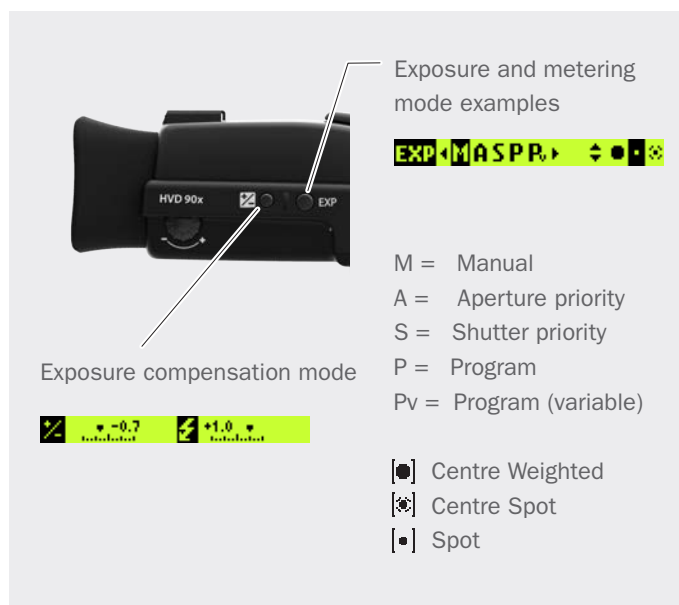 Exposure and metering
mode examples
EXP M A S P Pv
HVD 90x
EXP
M = Manual
A = Aperture priority
S = Shutter priority
P = Program
Pv = Program (variable)
Exposure compensation mode
+/- -0.7 +1.0
Centre Weighted
Centre Spot
Spot